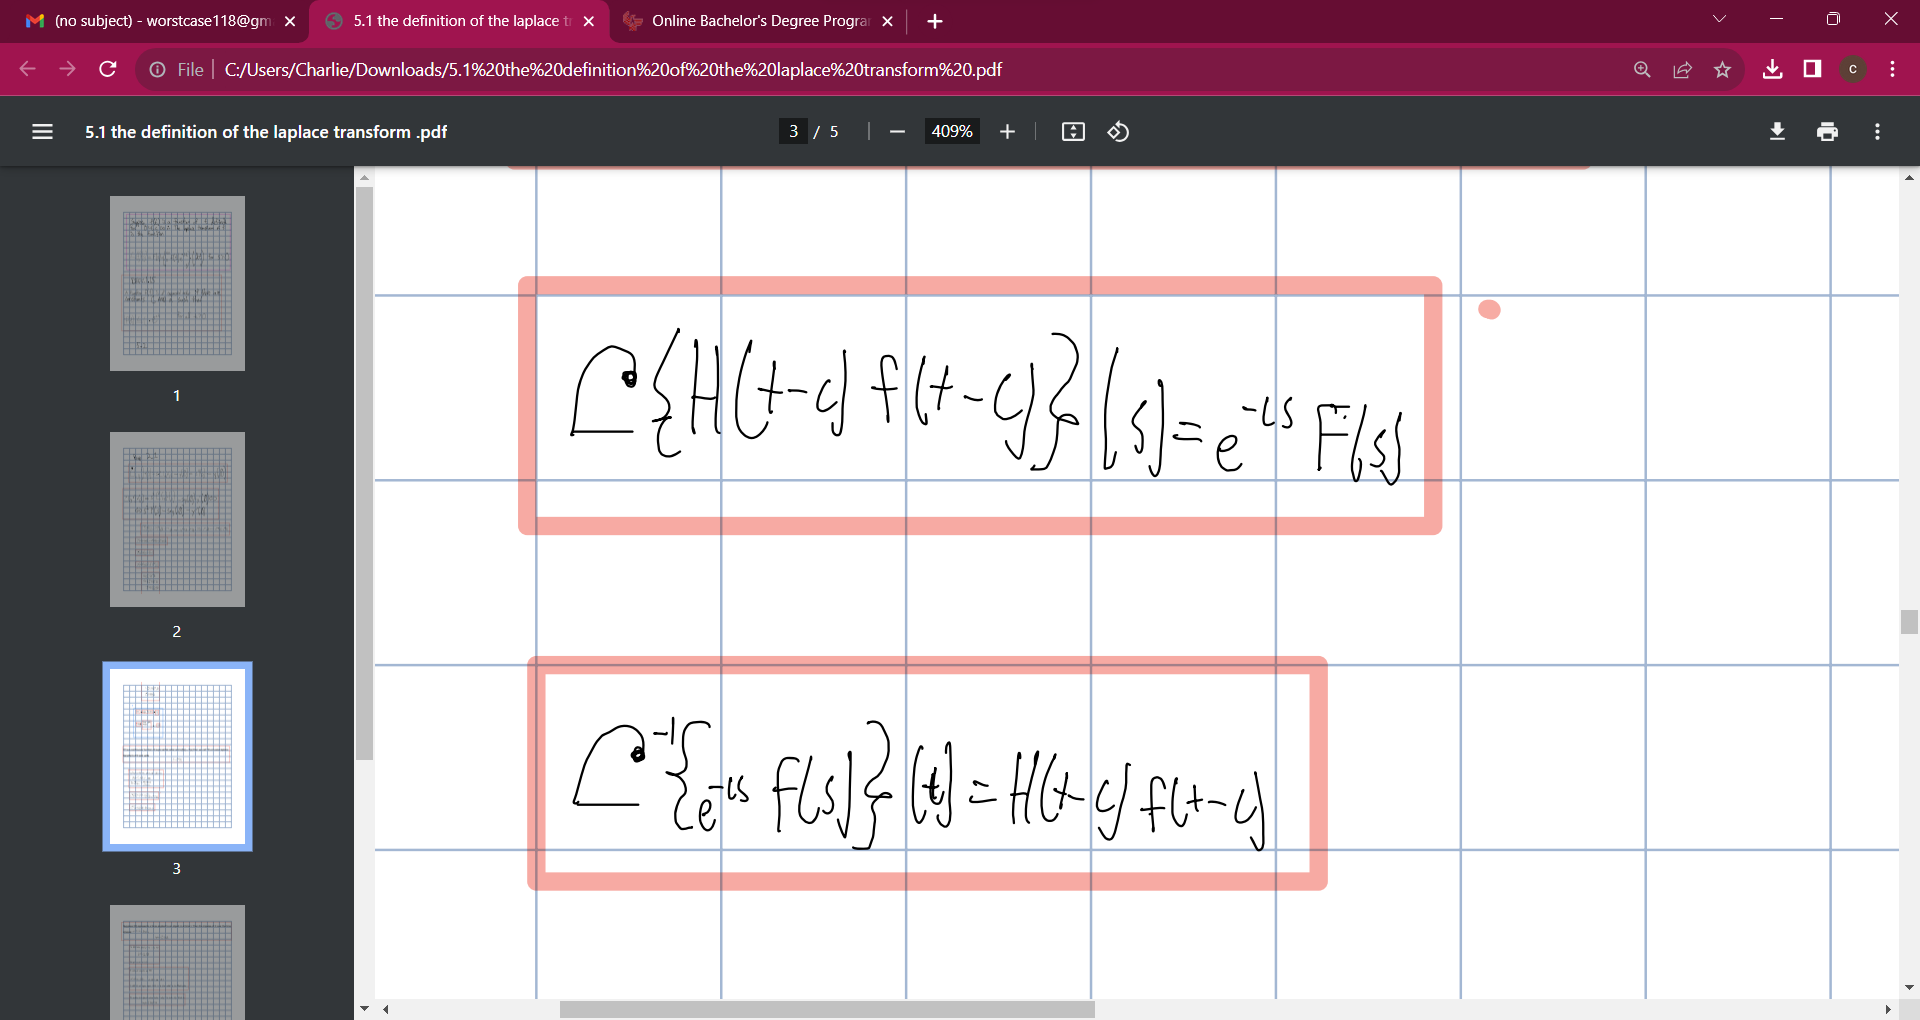 (no subject) - worstcase118@gm
5.1 the definition of the laplace tr
Online Bachelor's Degree Program
File
C:/Users/Charlie/Downloads/5.1%20the%20definition%20of%20the%20laplace%20transform%20.pdf
c
5.1 the definition of the laplace transform .pdf
3 / 5
409%
1
2
3
L{H(t-c) f(t-c)}(s) = e^-cs F(s)
L^-1{e^-cs F(s)}(t) = H(t-c) f(t-c)